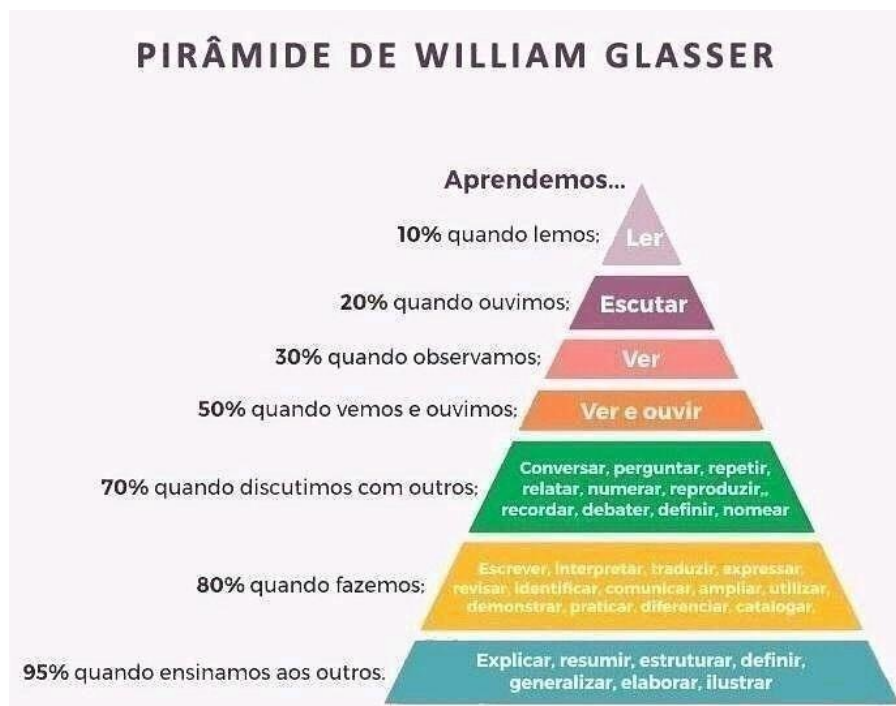 PIRÂMIDE DE WILLIAM GLASSER
Aprendemos...
10% quando lemos;
Ler
20% quando ouvimos;
Escutar
30% quando observamos;
Ver
50% quando vemos e ouvimos;
Ver e ouvir
70% quando discutimos com outros;
Conversar, perguntar, repetir,
relatar, numerar, reproduzir,,
recordar, debater, definir, nomear
80% quando fazemos;
Escrever, interpretar, traduzir, expressar,
revisar, identificar, comunicar, ampliar, utilizar,
demonstrar, praticar, diferenciar, catalogar.
95% quando ensinamos aos outros.
Explicar, resumir, estruturar, definir,
generalizar, elaborar, ilustrar